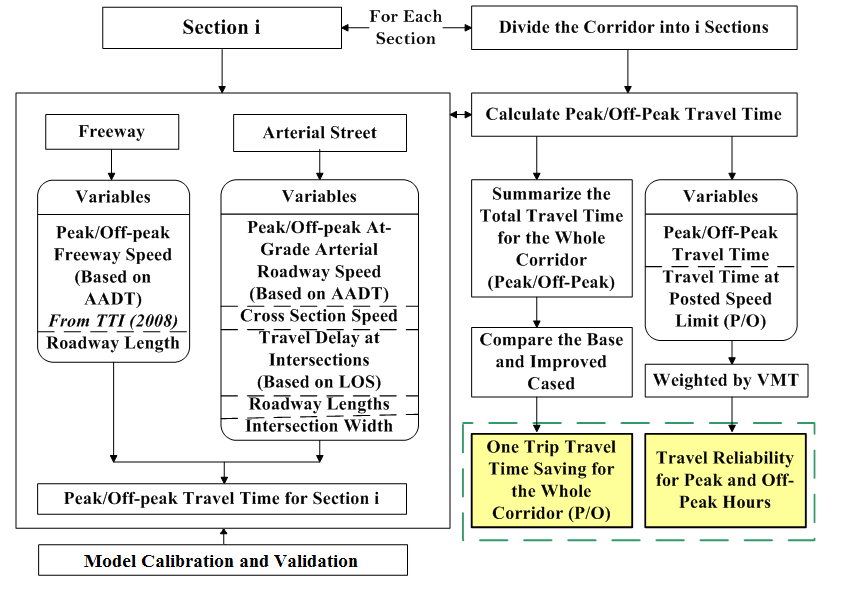 Section i
For Each
Section
Divide the Corridor into i Sections
Freeway
Arterial Street
Calculate Peak/Off-Peak Travel Time
Variables
Peak/Off-peak
Freeway Speed
(Based on
AADT)
From TTI (2008)
Roadway Length
Variables
Peak/Off-peak At-
Grade Arterial
Roadway Speed
(Based on AADT)
Cross Section Speed
Travel Delay at
Intersections
(Based on LOS)
Roadway Lengths
Intersection Width
Peak/Off-peak Travel Time for Section i
Model Calibration and Validation
Summarize the
Total Travel Time
for the Whole
Corridor
(Peak/Off-Peak)
Compare the Base
and Improved
Cased
One Trip Travel
Time Saving for
the Whole
Corridor (P/O)
Variables
Peak/Off-Peak
Travel Time
Travel Time at
Posted Speed
Limit (P/O)
Weighted by VMT
Travel Reliability
for Peak and Off-
Peak Hours